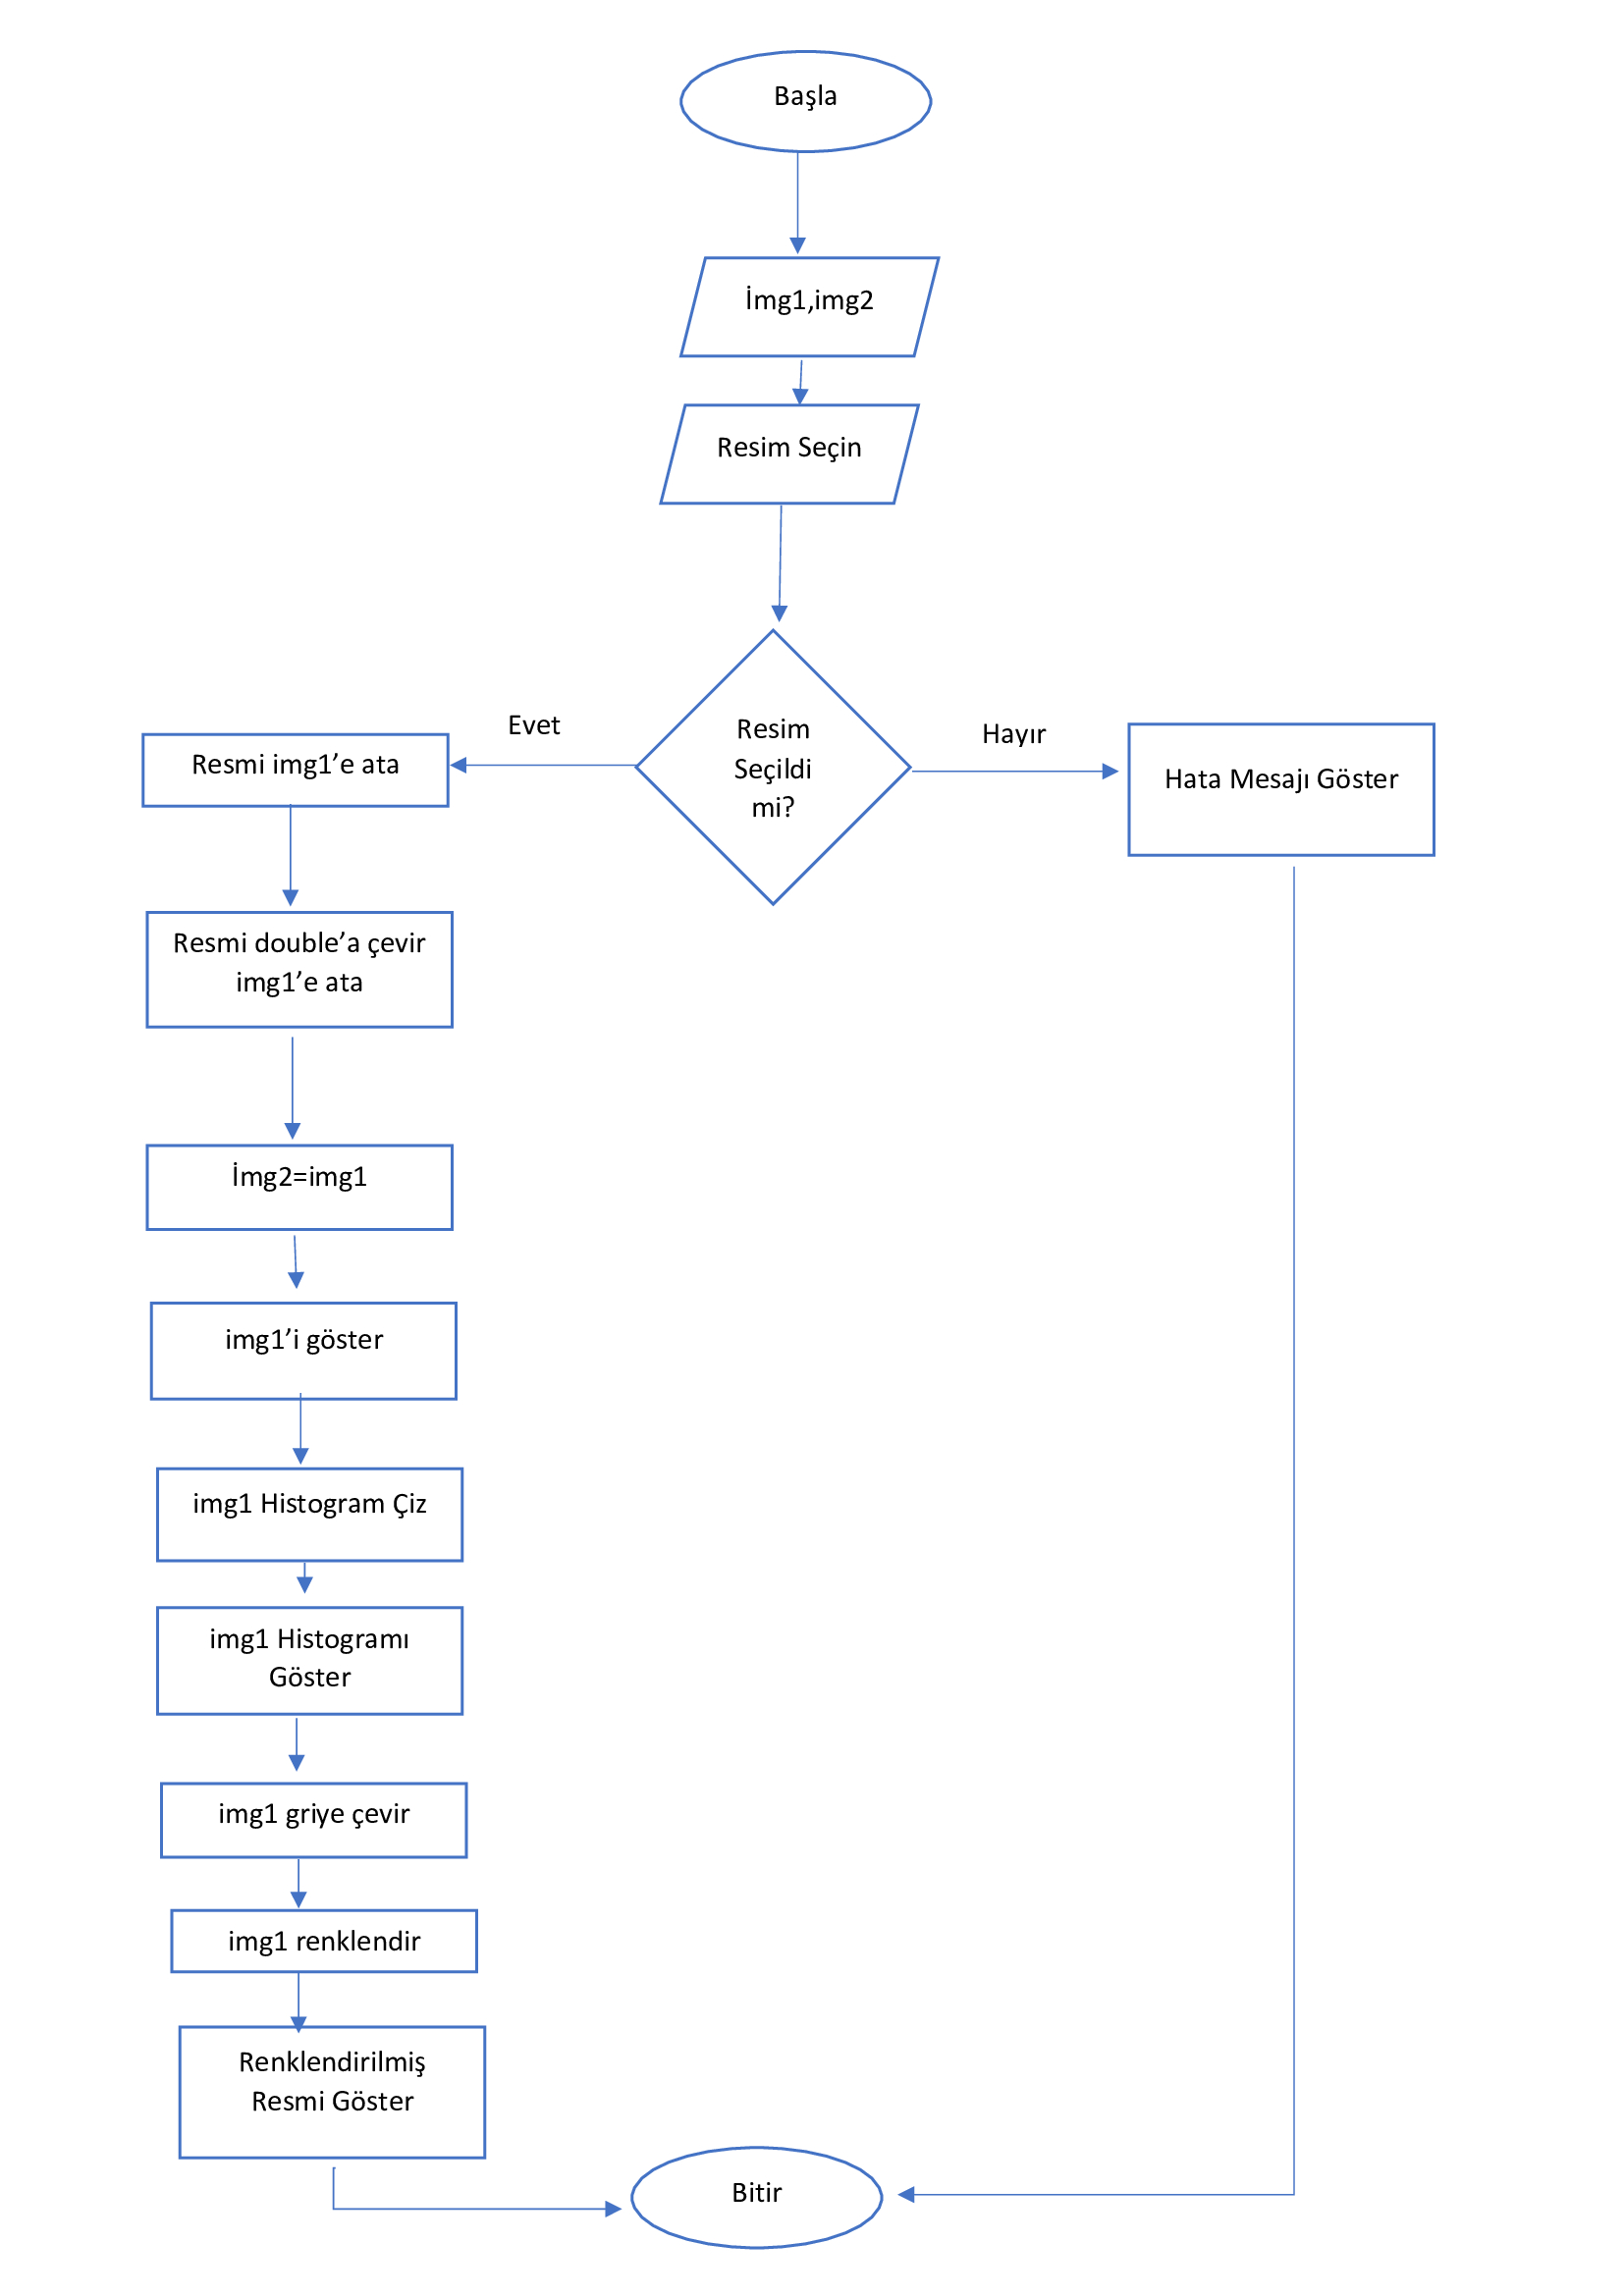 Başla
İmg1,img2
Resim Seçin
Resim
Seçildi
mi?
Evet
Hayır
Resmi img1’e ata
Hata Mesajı Göster
Resmi double’a çevir
img1’e ata
İmg2=img1
img1’i göster
img1 Histogram Çiz
img1 Histogramı
Göster
img1 griye çevir
img1 renklendir
Renklendirilmiş
Resmi Göster
Bitir